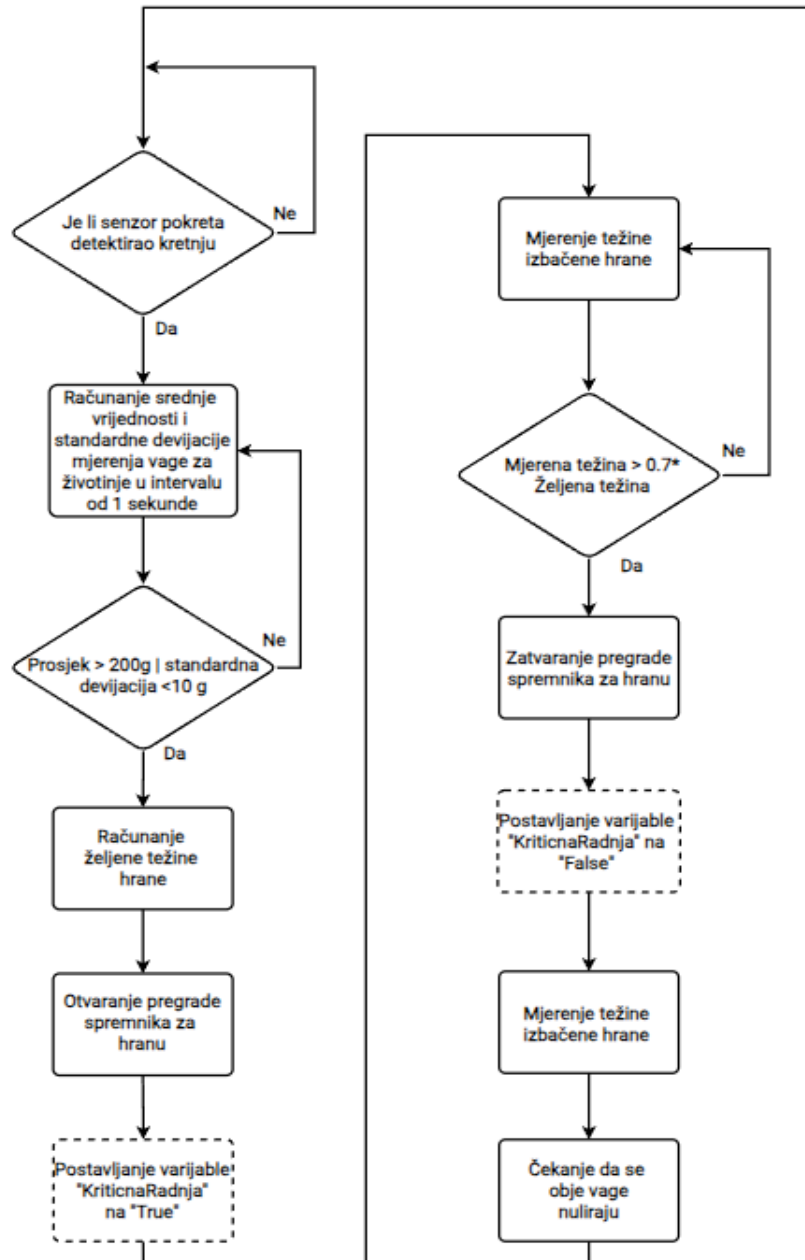 Je li senzor pokreta
detektirao kretnju
Ne
Da
Računanje srednje
vrijednosti i
standardne devijacije
mjerenja vage za
životinje u intervalu
od 1 sekunde
Prosjek > 200g | standardna
devijacija <10 g
Ne
Da
Računanje
željene težine
hrane
Otvaranje pregrade
spremnika za
hranu
Postavljanje varijable
"KriticnaRadnja"
na "True"
Mjerenje težine
izbačene hrane
Mjerena težina > 0.7*
Željena težina
Ne
Da
Zatvaranje pregrade
spremnika za hranu
Postavljanje varijable
"KriticnaRadnja" na
"False"
Mjerenje težine
izbačene hrane
Čekanje da se
obje vage
nuliraju